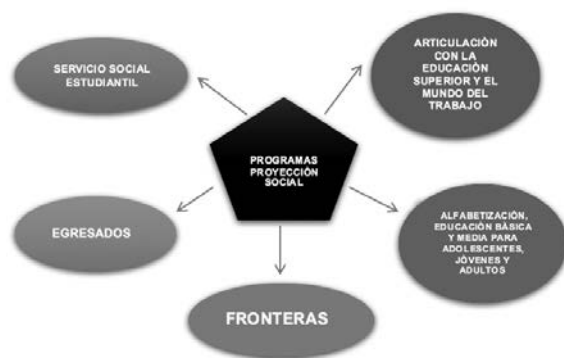 SERVICIO SOCIAL
ESTUDIANTIL
ARTICULACIÓN
CON LA
EDUCACIÓN
SUPERIOR Y EL
MUNDO DEL
TRABAJO
PROGRAMAS
PROYECCIÓN
SOCIAL
EGRESADOS
ALFABETIZACIÓN,
EDUCACIÓN BÁSICA
Y MEDIA PARA
ADOLESCENTES,
JÓVENES Y
ADULTOS
FRONTERAS